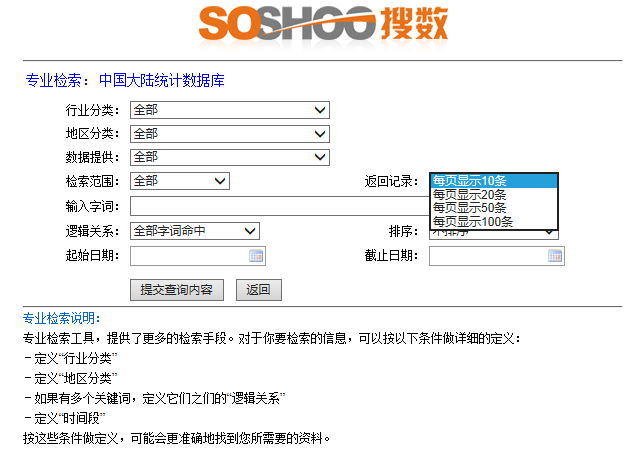 SOSHOO搜数
专业检索: 中国大陆统计数据库
行业分类: 全部
地区分类: 全部
数据提供: 全部
检索范围: 全部 返回记录: 每页显示10条
每页显示20条
每页显示50条
每页显示100条
输入字词:
逻辑关系: 全部字词命中 排序: 不排序
起始日期: 截止日期:
提交查询内容 返回
专业检索说明:
专业检索工具，提供了更多的检索手段。对于你要检索的信息，可以按以下条件做详细的定义：
－定义“行业分类”
－定义“地区分类”
－如果有多个关键词，定义它们之们的“逻辑关系”
－定义“时间段”
按这些条件做定义，可能会更准确地找到您所需要的资料。